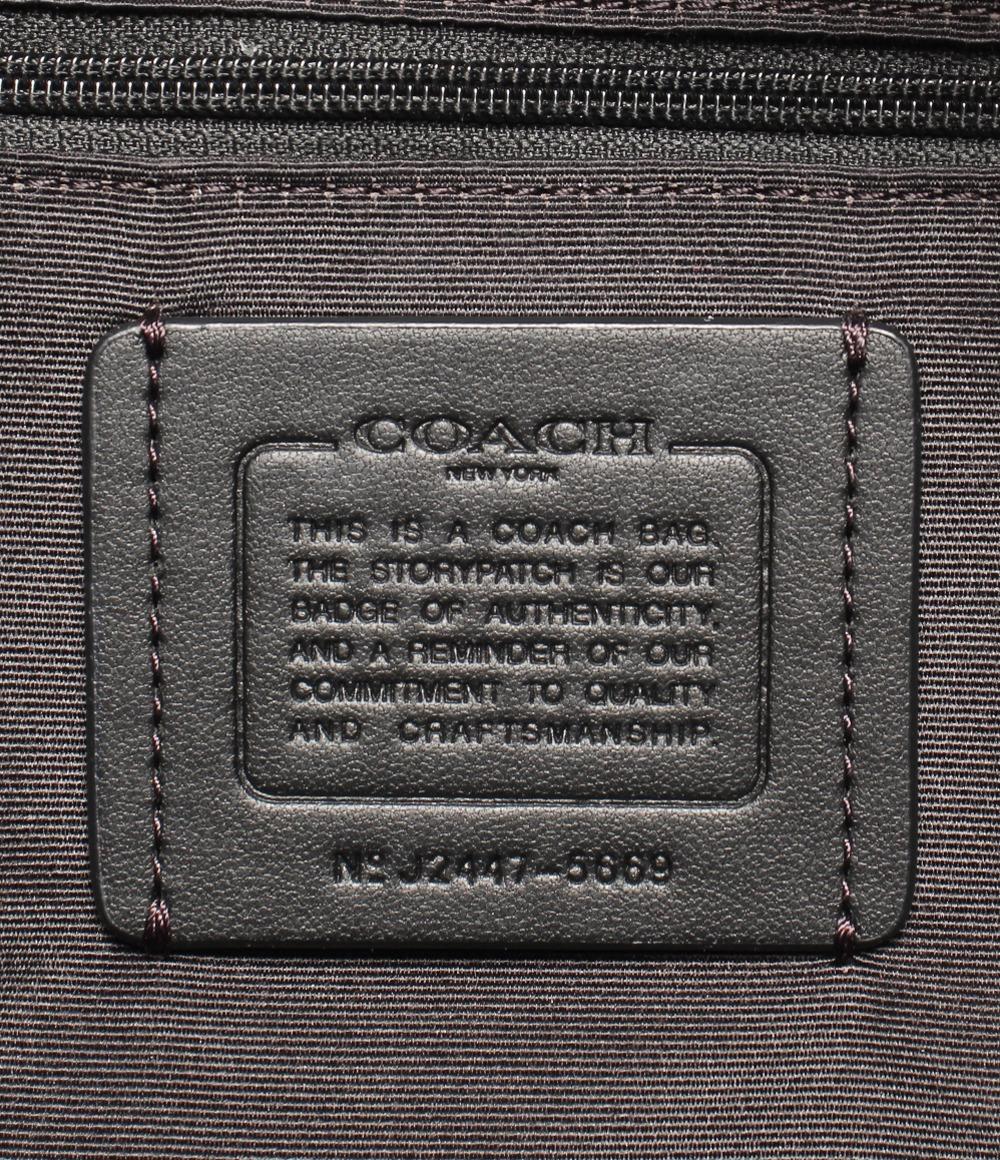 COACH
NEW YORK
THIS IS A COACH BAG.
THE STORYPATCH IS OUR
BADGE OF AUTHENTICITY,
AND A REMINDER OF OUR
COMMITMENT TO QUALITY
AND CRAFTSMANSHIP.
Nº J2447-5669